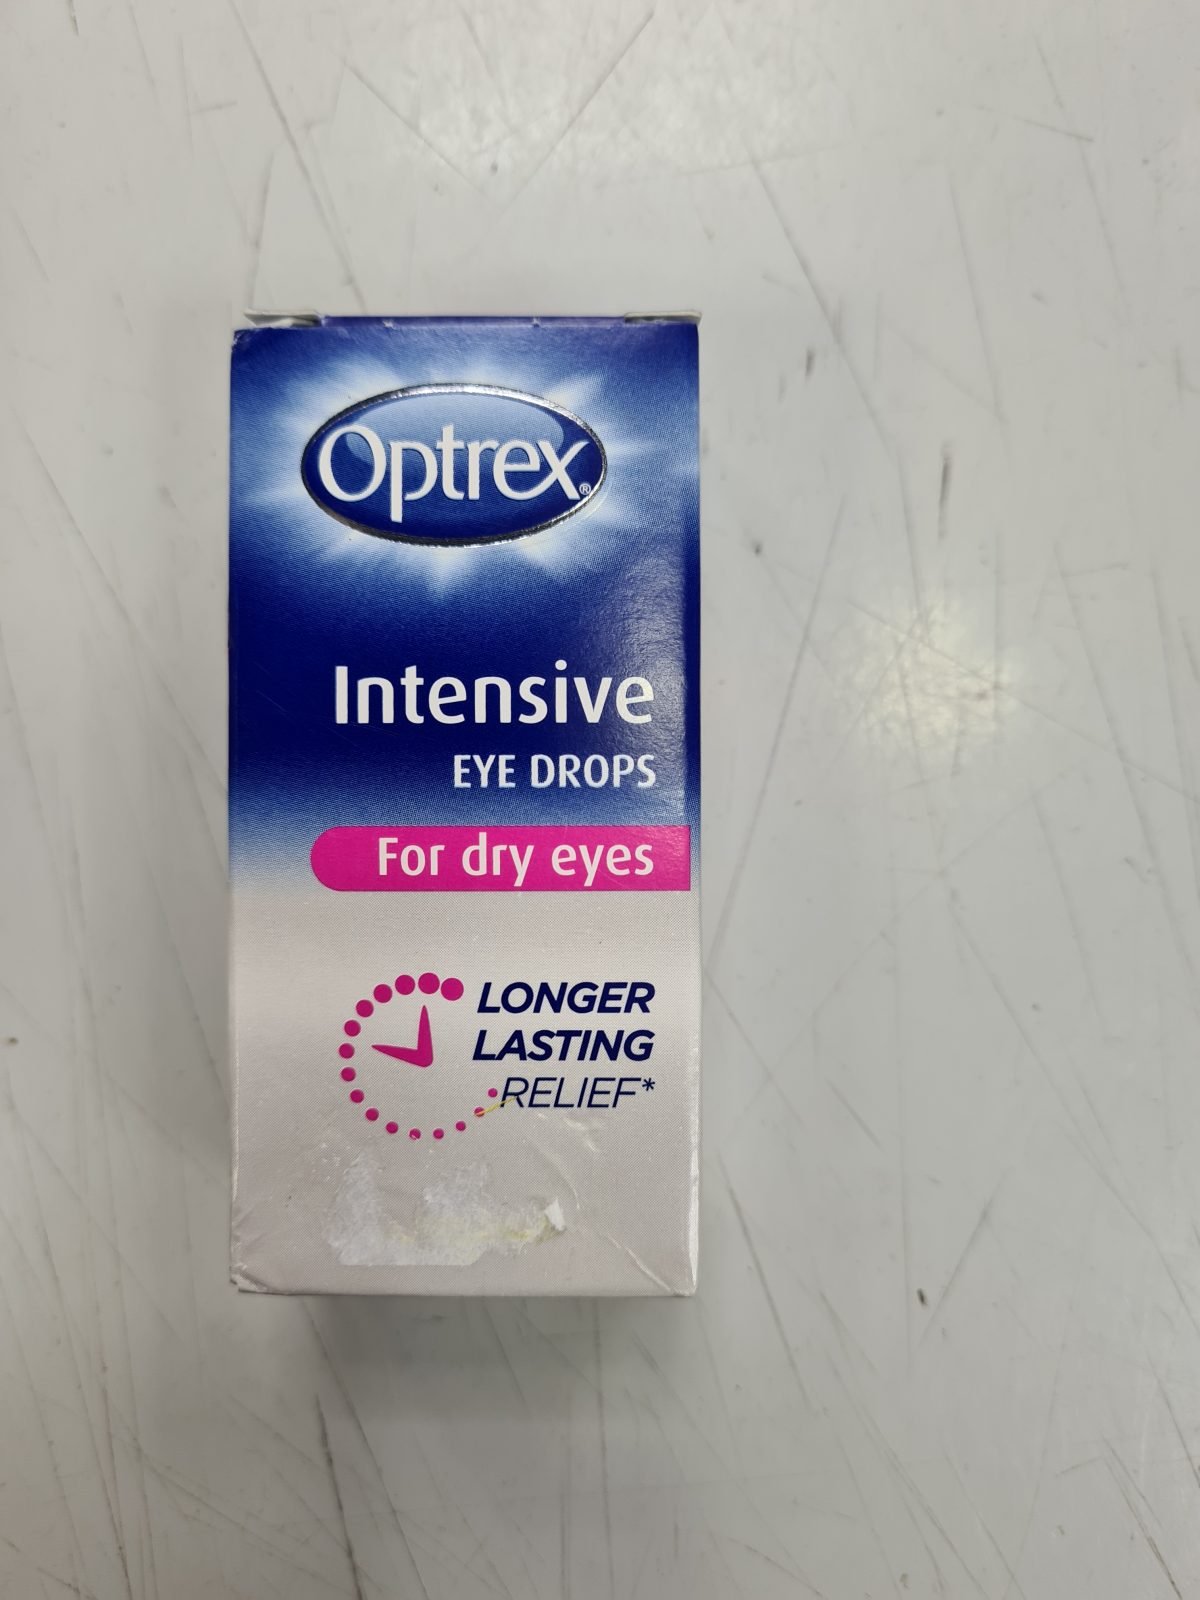 Optrex®
Intensive
EYE DROPS
For dry eyes
LONGER
LASTING
RELIEF*